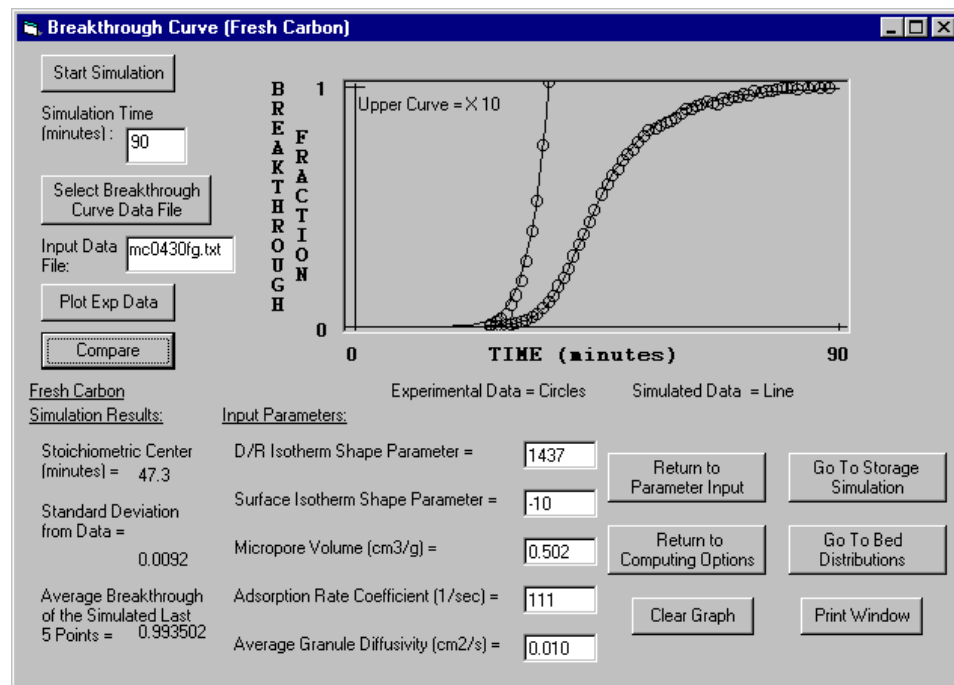 Breakthrough Curve (Fresh Carbon)
Start Simulation
Simulation Time
(minutes) :
90
Select Breakthrough
Curve Data File
Input Data
File:
mc0430fg.txt
Plot Exp Data
Compare
BREAKTHROUGH
FRACTION
1
Upper Curve = X 10
0
0
TIME (minutes)
90
Experimental Data = Circles
Simulated Data = Line
Fresh Carbon
Simulation Results:
Stoichiometric Center
(minutes) = 47.3
Standard Deviation
from Data =
0.0092
Average Breakthrough
of the Simulated Last
5 Points = 0.993502
Input Parameters:
D/R Isotherm Shape Parameter = 1437
Surface Isotherm Shape Parameter = -10
Micropore Volume (cm3/g) = 0.502
Adsorption Rate Coefficient (1/sec) = 111
Average Granule Diffusivity (cm2/s) = 0.010
Return to
Parameter Input
Go To Storage
Simulation
Return to
Computing Options
Go To Bed
Distributions
Clear Graph
Print Window